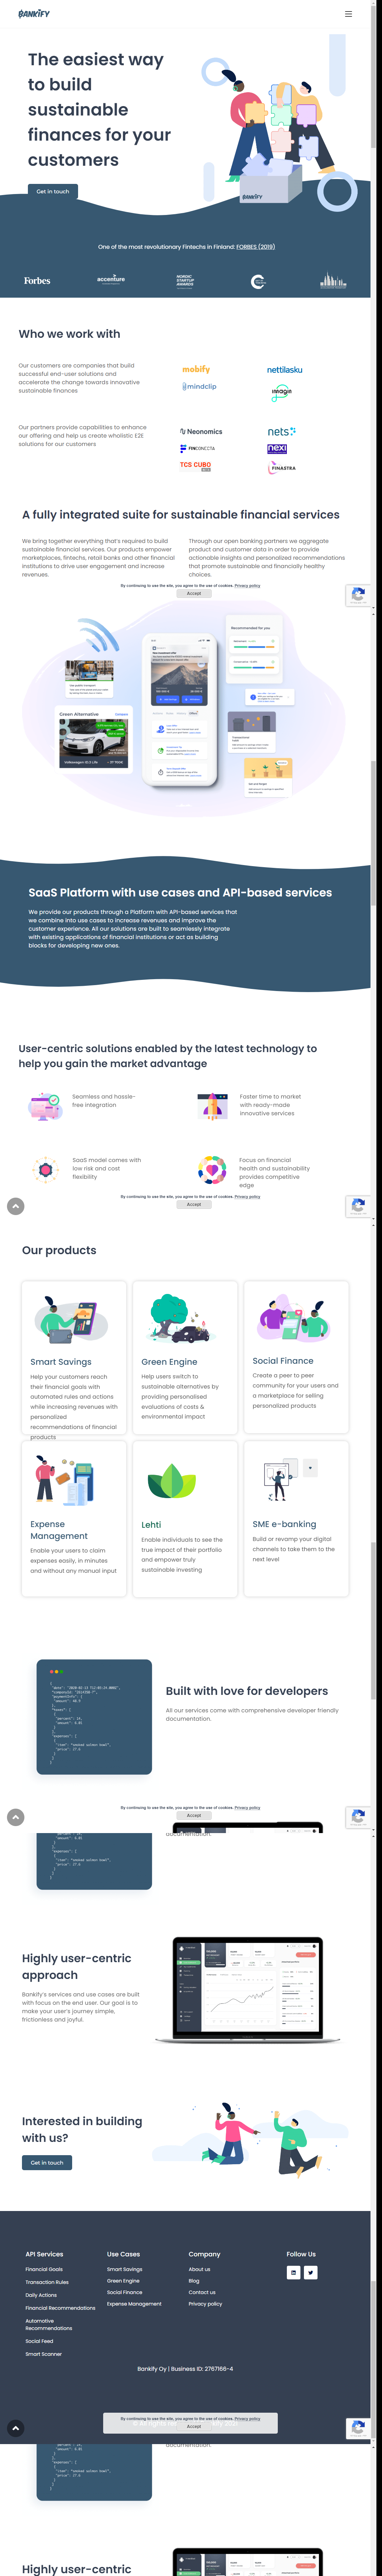 BANKIFY
The easiest way
to build
sustainable
finances for your
customers
Get in touch
BANKIFY
One of the most revolutionary Fintechs in Finland: FORBES (2019)
Forbes
accenture
NORDIC
STARTUP
AWARDS
Who we work with
Our customers are companies that build
successful end-user solutions and
accelerate the change towards innovative
sustainable finances
mobify
nettilasku
mindclip
imagin
Our partners provide capabilities to enhance
our offering and help us create wholistic E2E
solutions for our customers
Neonomics
nets
FINCONECTA
nexi
TCS CUBO
FINASTRA
A fully integrated suite for sustainable financial services
We bring together everything that's required to build
sustainable financial services. Our products empower
marketplaces, fintechs, retail banks and other financial
institutions to drive user engagement and increase
revenues.
Through our open banking partners we aggregate
product and customer data in order to provide
actionable insights and personalized recommendations
that promote sustainable and financially healthy
choices.
By continuing to use the site, you agree to the use of cookies. Privacy policy
Accept
Recommended for you
Green Alternative
Volkswagen ID.3 Life
SaaS Platform with use cases and API-based services
We provide our products through a Platform with API-based services that
we combine into use cases to increase revenues and improve the
customer experience. All our solutions are built to seamlessly integrate
with existing applications of financial institutions or act as building
blocks for developing new ones.
User-centric solutions enabled by the latest technology to
help you gain the market advantage
Seamless and hassle-
free integration
Faster time to market
with ready-made
innovative services
SaaS model comes with
low risk and cost
flexibility
Focus on financial
health and sustainability
provides competitive
edge
By continuing to use the site, you agree to the use of cookies. Privacy policy
Accept
Our products
Smart Savings
Help your customers reach
their financial goals with
automated rules and actions
while increasing revenues with
personalized
recommendations of financial
products
Green Engine
Help users switch to
sustainable alternatives by
providing personalised
evaluations of costs &
environmental impact
Social Finance
Create a peer to peer
community for your users and
a marketplace for selling
personalized products
Expense
Management
Enable your users to claim
expenses easily, in minutes
and without any manual input
Lehti
Enable individuals to see the
true impact of their portfolio
and empower truly
sustainable investing
SME e-banking
Build or revamp your digital
channels to take them to the
next level
Built with love for developers
All our services come with comprehensive developer friendly
documentation.
By continuing to use the site, you agree to the use of cookies. Privacy policy
Accept
documentation.
Highly user-centric
approach
Bankify's services and use cases are built
with focus on the end user. Our goal is to
make your user's journey simple,
frictionless and joyful.
Interested in building
with us?
Get in touch
API Services
Financial Goals
Transaction Rules
Daily Actions
Financial Recommendations
Automotive
Recommendations
Social Feed
Smart Scanner
Use Cases
Smart Savings
Green Engine
Social Finance
Expense Management
Company
About us
Blog
Contact us
Privacy policy
Follow Us
Bankify Oy | Business ID: 2767166-4
By continuing to use the site, you agree to the use of cookies. Privacy policy
Accept
documentation.
Highly user-centric